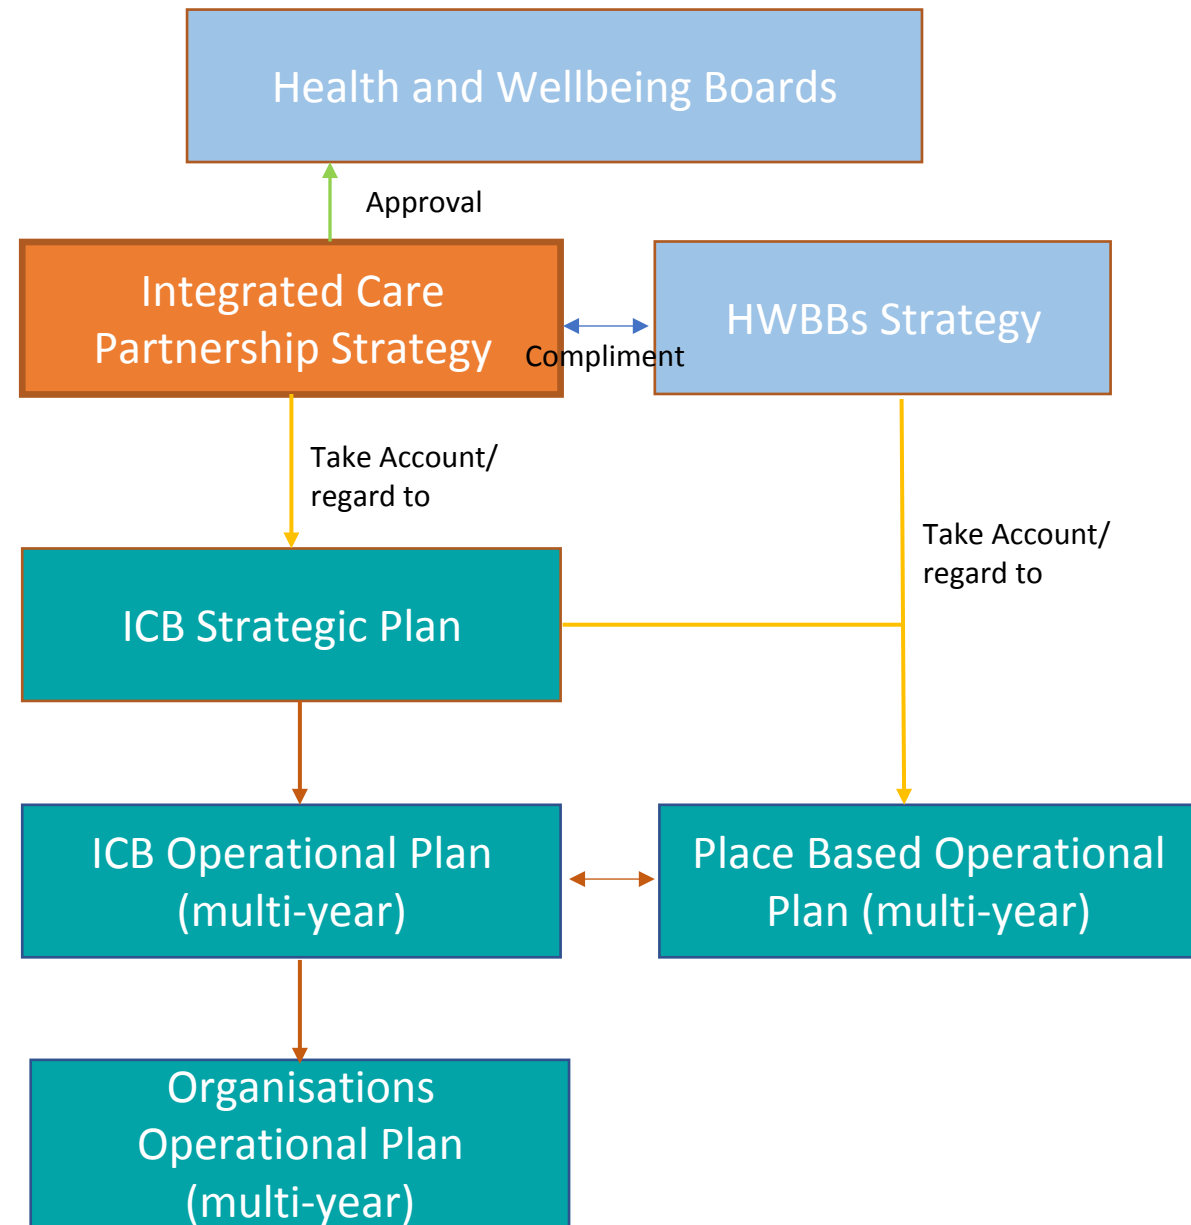 Health and Wellbeing Boards
Approval
Integrated Care
Partnership Strategy
Compliment
HWBBs Strategy
Take Account/
regard to
Take Account/
regard to
ICB Strategic Plan
ICB Operational Plan
(multi-year)
Place Based Operational
Plan (multi-year)
Organisations
Operational Plan
(multi-year)